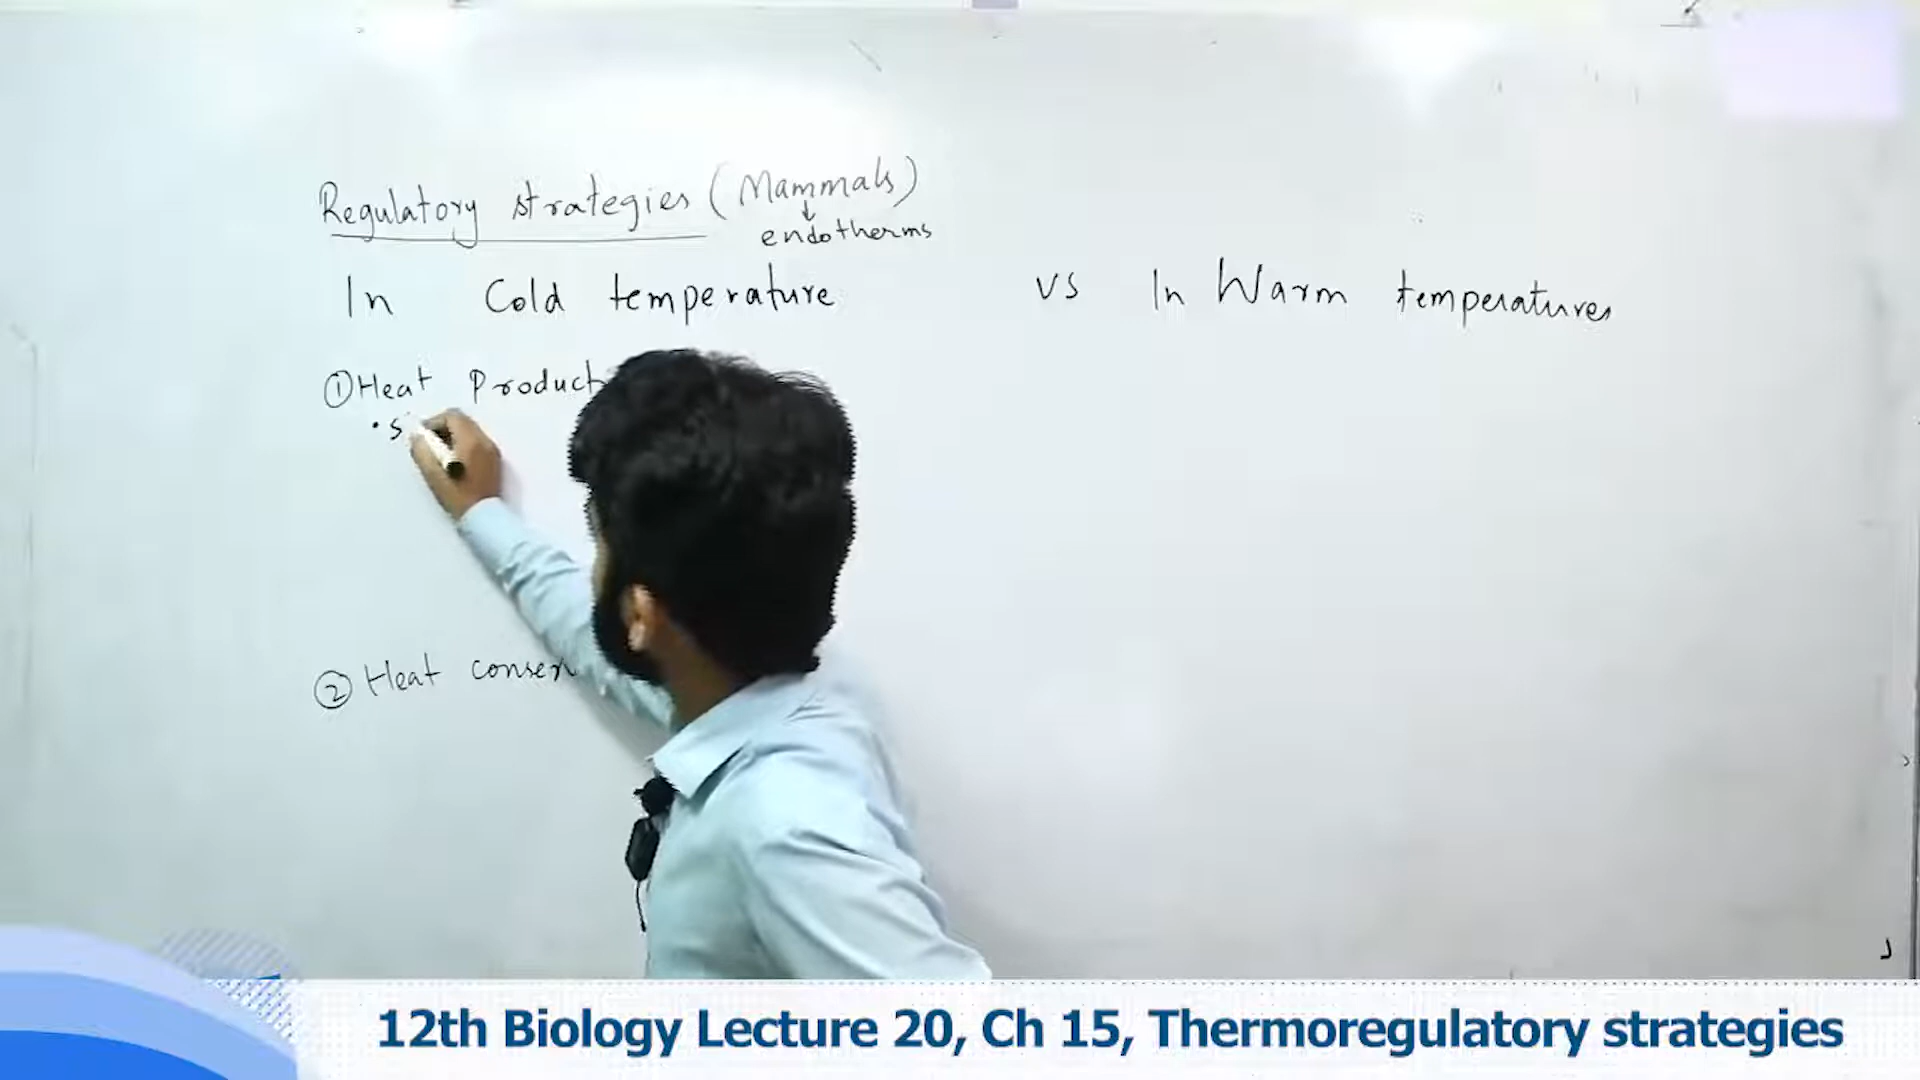 Regulatory strategies (Mammals)
↓
endotherms
In Cold temperature vs In Warm temperatures
① Heat Product
• s
② Heat conser
12th Biology Lecture 20, Ch 15, Thermoregulatory strategies